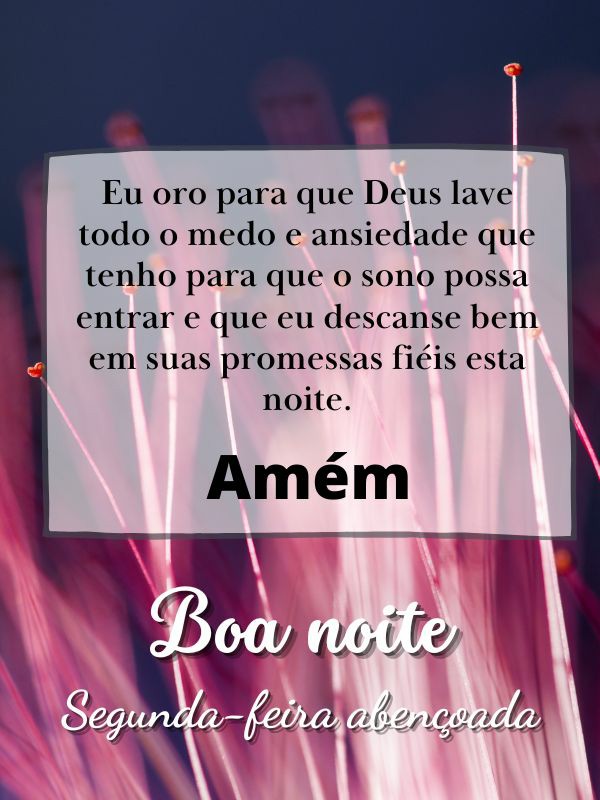 Eu oro para que Deus lave
todo o medo e ansiedade que
tenho para que o sono possa
entrar e que eu descanse bem
em suas promessas fiéis esta
noite.
Amém
Boa noite
Segunda-feira abençoada